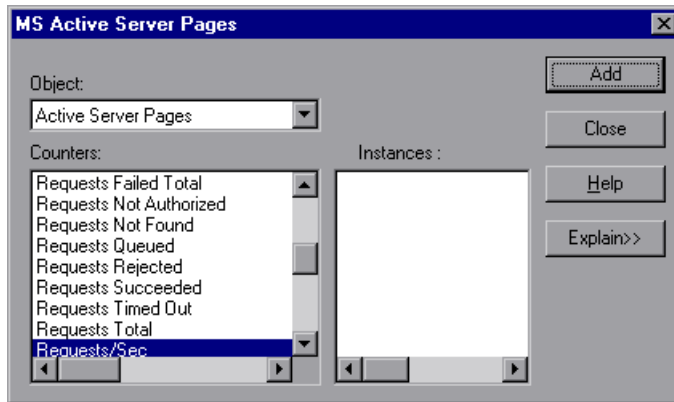 MS Active Server Pages
Object:
Active Server Pages
Counters:
Requests Failed Total
Requests Not Authorized
Requests Not Found
Requests Queued
Requests Rejected
Requests Succeeded
Requests Timed Out
Requests Total
Requests/Sec
Instances :
Add
Close
Help
Explain>>